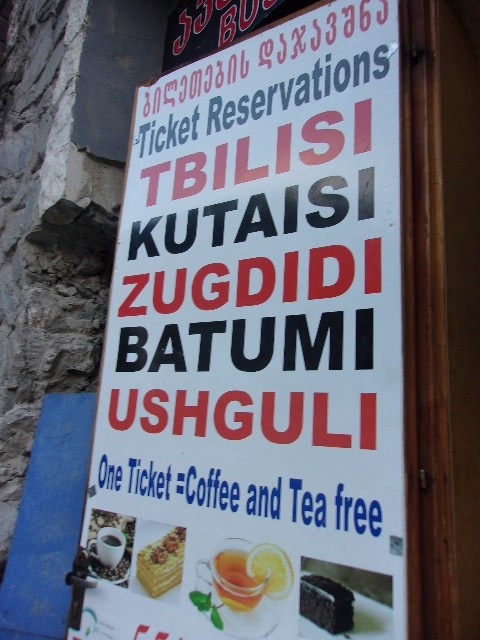 ბილეთების დაჯავშნა
Ticket Reservations
TBILISI
KUTAISI
ZUGDIDI
BATUMI
USHGULI
One Ticket =Coffee and Tea free